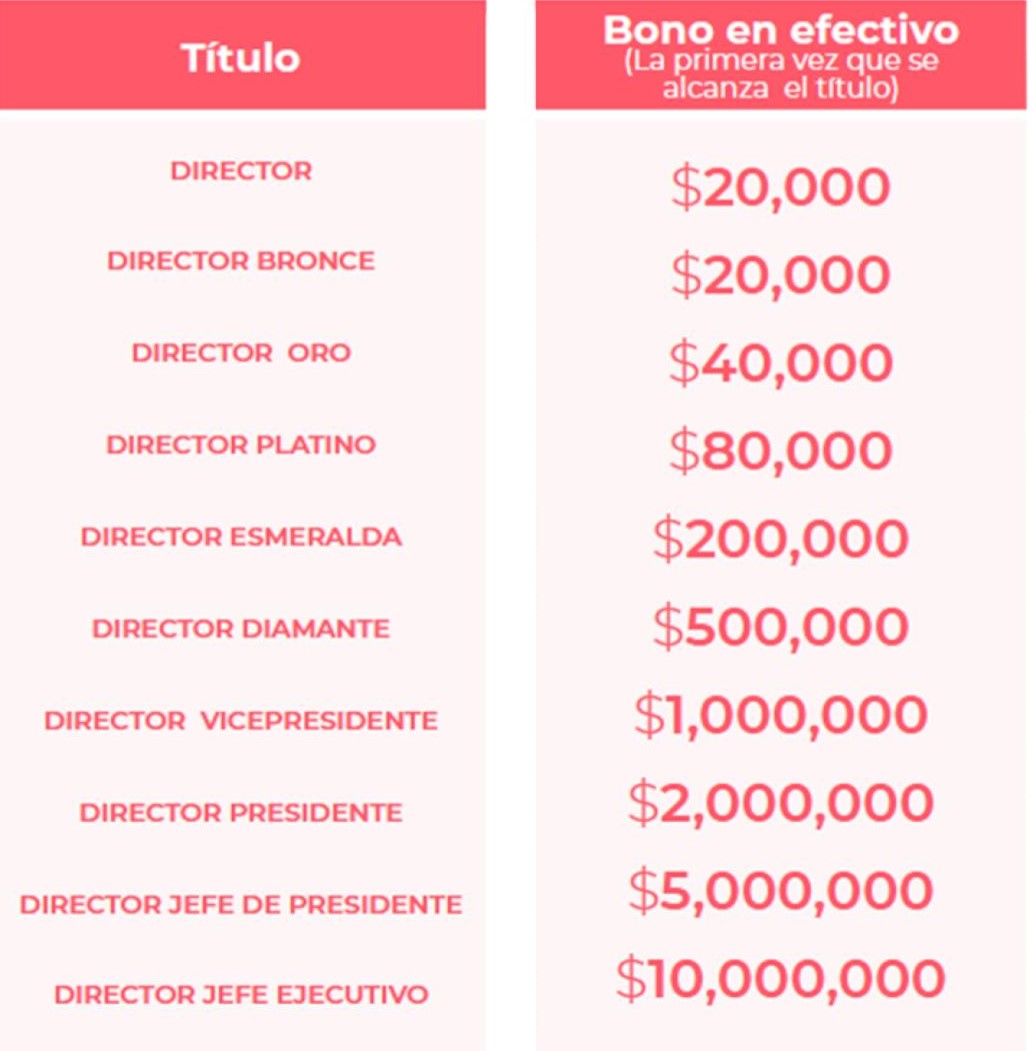 Título
Bono en efectivo
(La primera vez que se
alcanza el título)
DIRECTOR
$20,000
DIRECTOR BRONCE
$20,000
DIRECTOR ORO
$40,000
DIRECTOR PLATINO
$80,000
DIRECTOR ESMERALDA
$200,000
DIRECTOR DIAMANTE
$500,000
DIRECTOR VICEPRESIDENTE
$1,000,000
DIRECTOR PRESIDENTE
$2,000,000
DIRECTOR JEFE DE PRESIDENTE
$5,000,000
DIRECTOR JEFE EJECUTIVO
$10,000,000